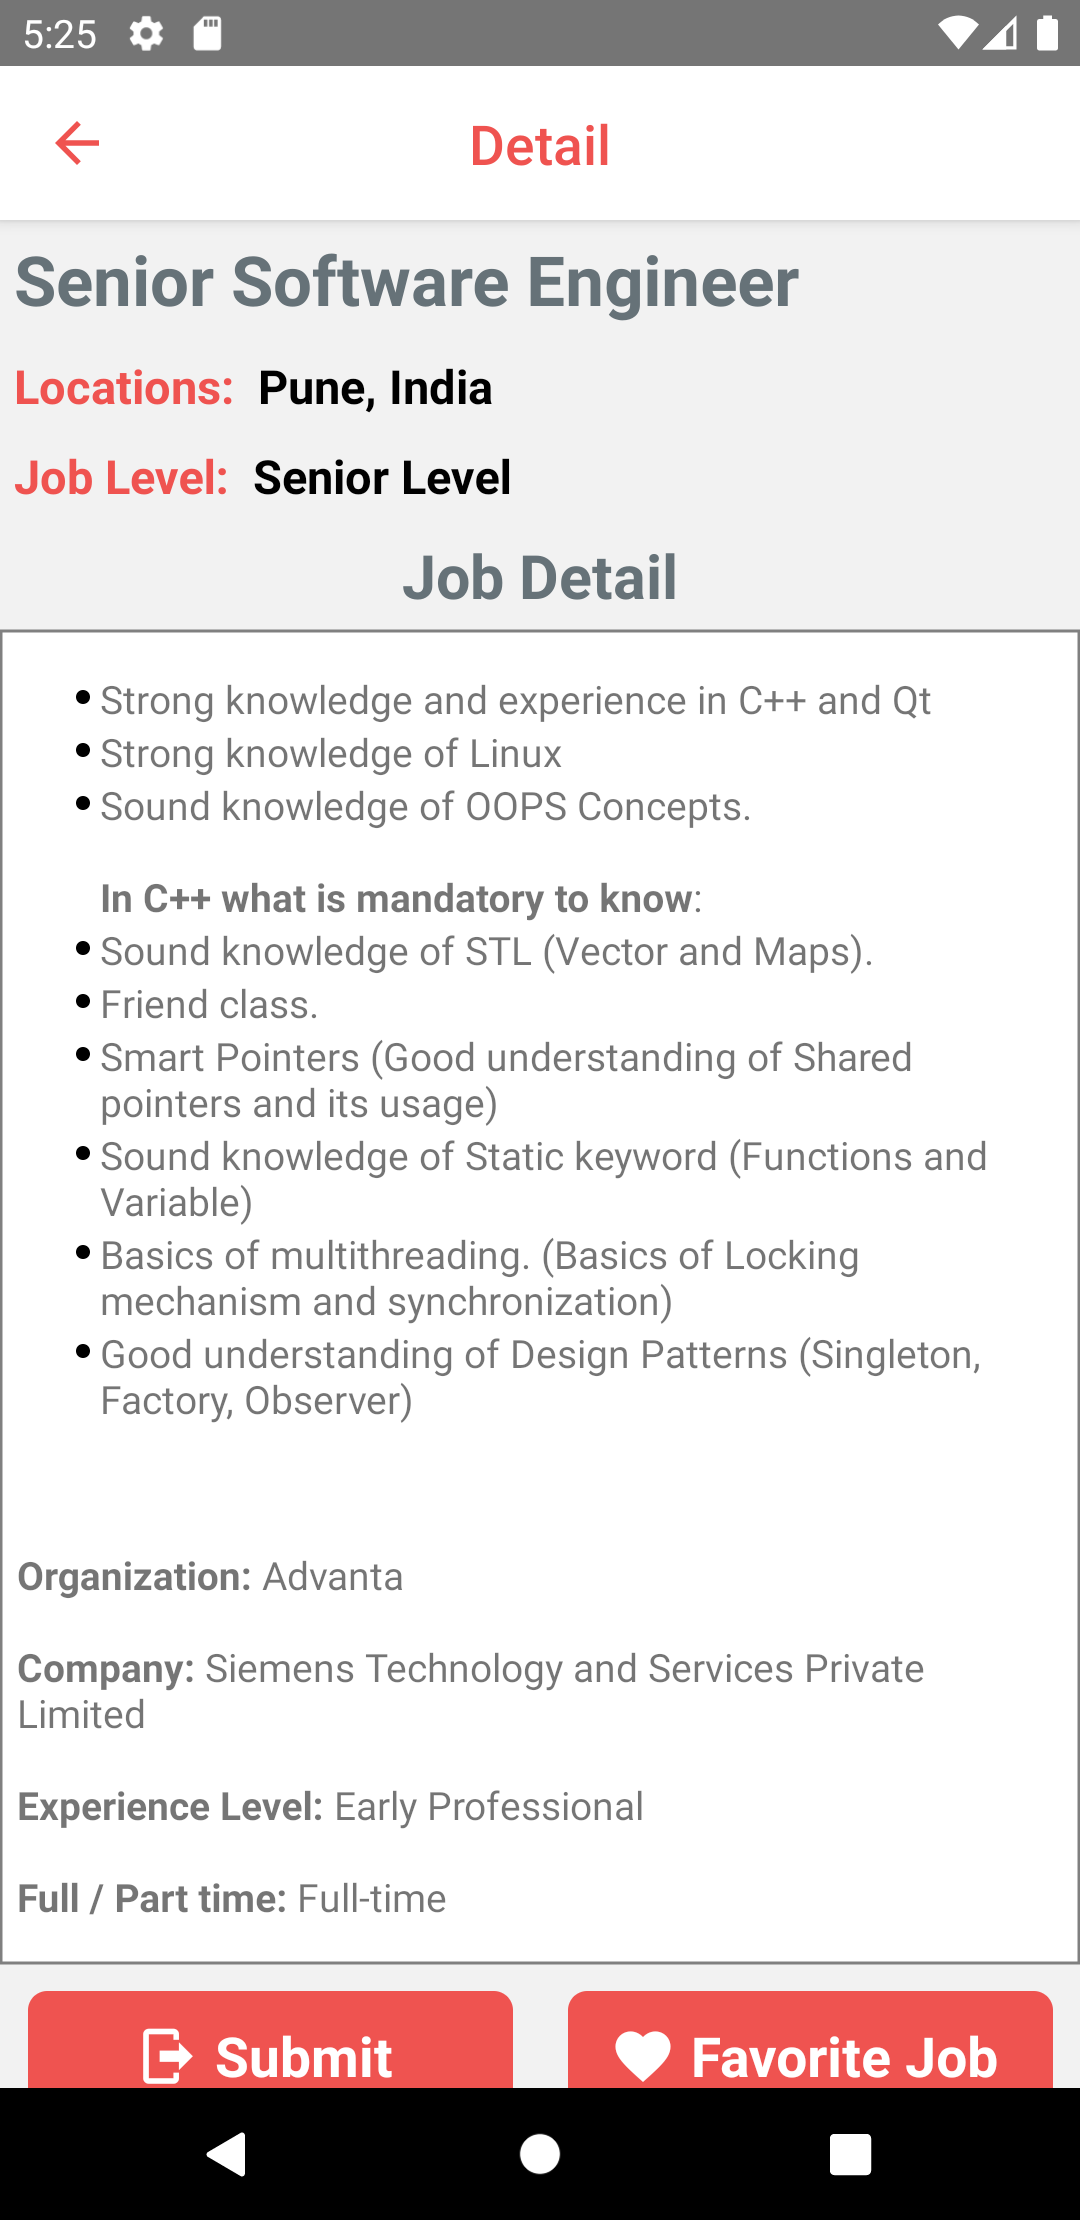 5:25
Detail
Senior Software Engineer
Locations: Pune, India
Job Level: Senior Level
Job Detail
Strong knowledge and experience in C++ and Qt
Strong knowledge of Linux
Sound knowledge of OOPS Concepts.
In C++ what is mandatory to know:
Sound knowledge of STL (Vector and Maps).
Friend class.
Smart Pointers (Good understanding of Shared
pointers and its usage)
Sound knowledge of Static keyword (Functions and
Variable)
Basics of multithreading. (Basics of Locking
mechanism and synchronization)
Good understanding of Design Patterns (Singleton,
Factory, Observer)
Organization: Advanta
Company: Siemens Technology and Services Private
Limited
Experience Level: Early Professional
Full / Part time: Full-time
Submit
Favorite Job